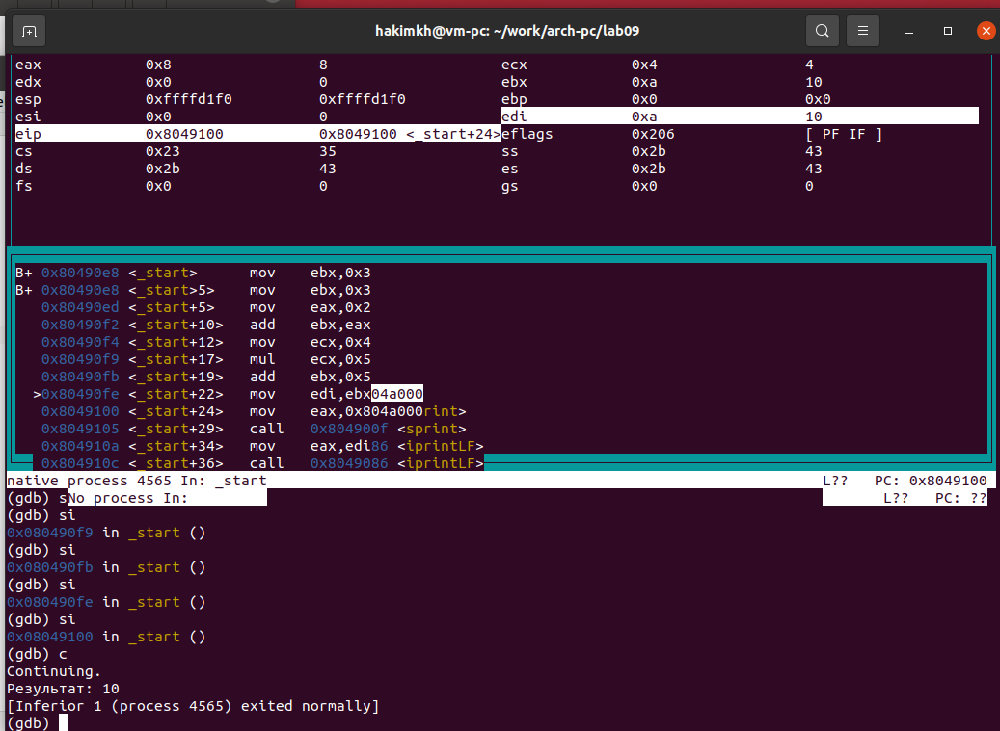 hakimkh@vm-pc: ~/work/arch-pc/lab09
eax 0x8 8 ecx 0x4 4
edx 0x0 0 ebx 0xa 10
esp 0xffffd1f0 0xffffd1f0 ebp 0x0 0x0
esi 0x0 0 edi 0xa 10
eip 0x8049100 0x8049100 <_start+24>eflags 0x206 [ PF IF ]
cs 0x23 35 ss 0x2b 43
ds 0x2b 43 es 0x2b 43
fs 0x0 0 gs 0x0 0
B+ 0x80490e8 <_start> mov ebx,0x3
B+ 0x80490e8 <_start>5> mov ebx,0x3
0x80490ed <_start+5> mov eax,0x2
0x80490f2 <_start+10> add ebx,eax
0x80490f4 <_start+12> mov ecx,0x4
0x80490f9 <_start+17> mul ecx,0x5
0x80490fb <_start+19> add ebx,0x5
>0x80490fe <_start+22> mov edi,ebx04a000
0x8049100 <_start+24> mov eax,0x804a000rint>
0x8049105 <_start+29> call 0x804900f <sprint>
0x804910a <_start+34> mov eax,edi86 <iprintLF>
0x804910c <_start+36> call 0x8049086 <iprintLF>
native process 4565 In: _start L?? PC: 0x8049100
(gdb) sNo process In: L?? PC: ??
(gdb) si
0x080490f9 in _start ()
(gdb) si
0x080490fb in _start ()
(gdb) si
0x080490fe in _start ()
(gdb) si
0x08049100 in _start ()
(gdb) c
Continuing.
Результат: 10
[Inferior 1 (process 4565) exited normally]
(gdb)